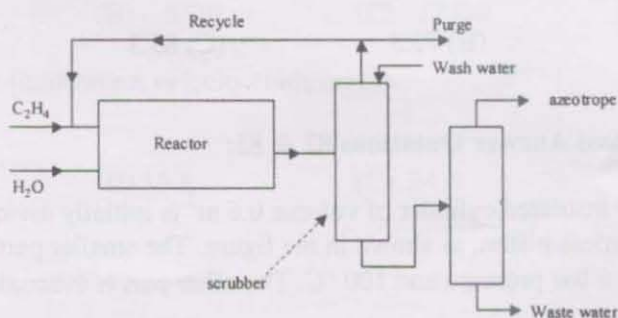 Recycle
Purge
Wash water
C₂H₄
azeotrope
Reactor
H₂O
scrubber
Waste water